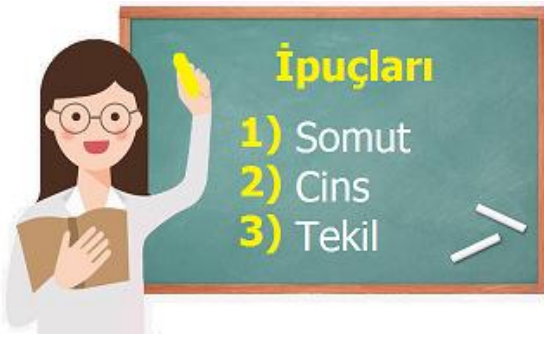 İpuçları
1) Somut
2) Cins
3) Tekil